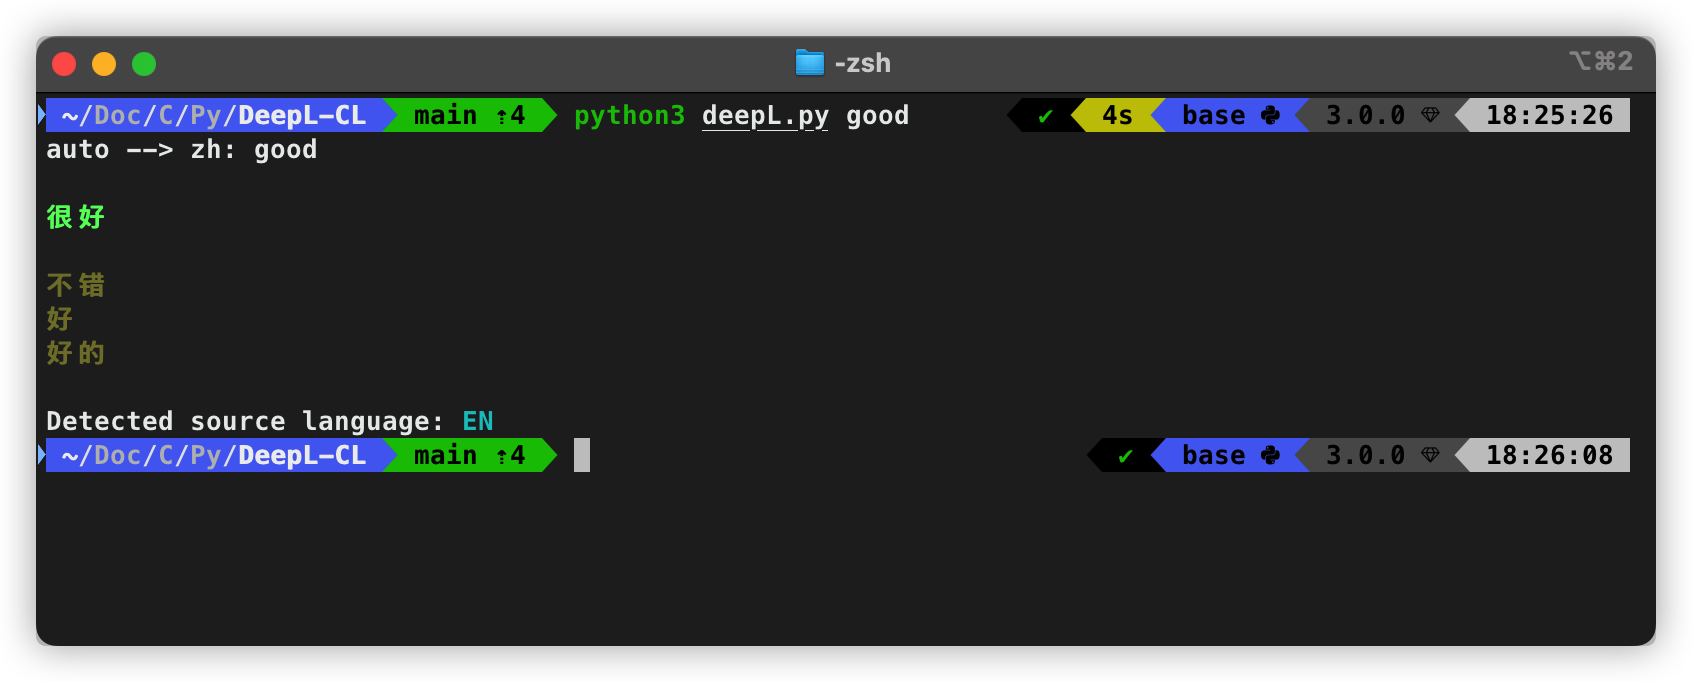 -zsh
⌥⌘2
~/Doc/C/Py/DeepL-CL main ⇡4 python3 deepL.py good ✔ 4s base 3.0.0 18:25:26
auto --> zh: good
很好
不错
好
好的
Detected source language: EN
~/Doc/C/Py/DeepL-CL main ⇡4 ✔ base 3.0.0 18:26:08